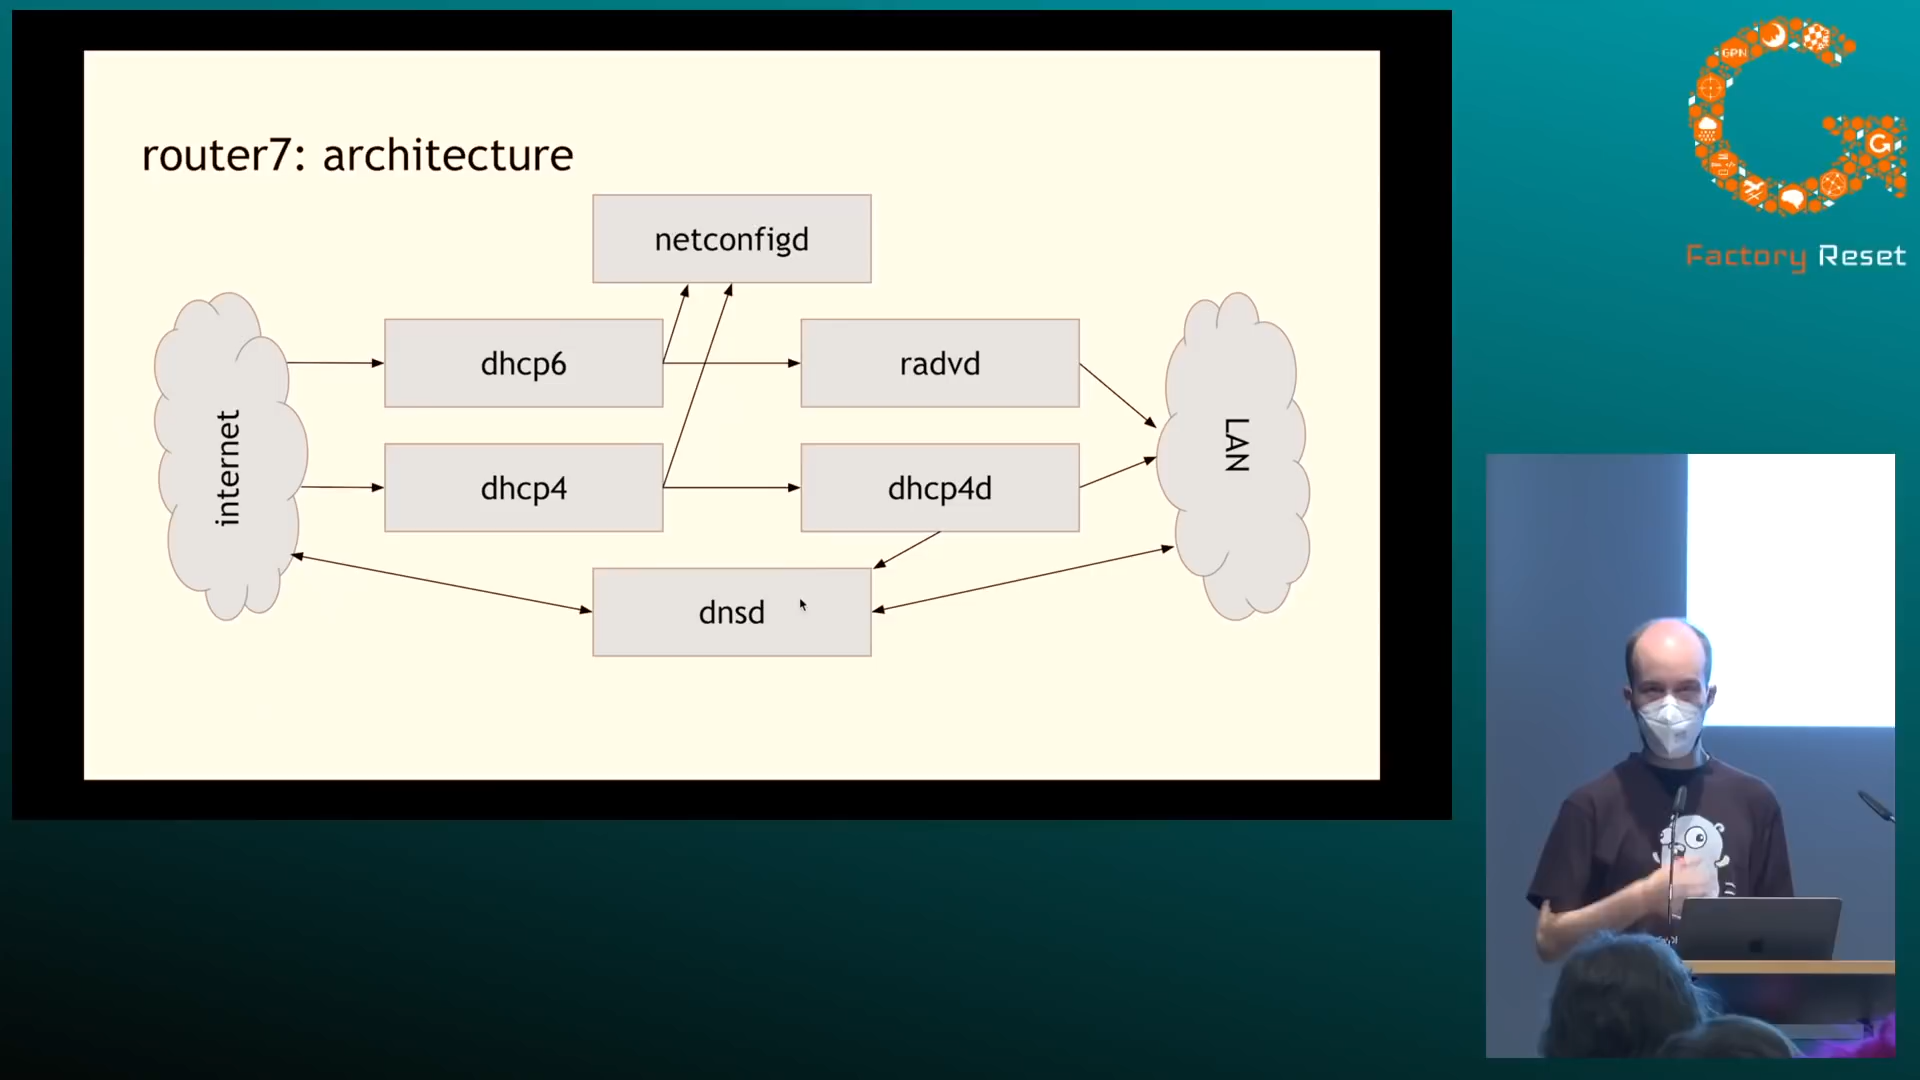 router7: architecture
netconfigd
dhcp6
radvd
internet
LAN
dhcp4
dhcp4d
dnsd
GPN
Factory Reset